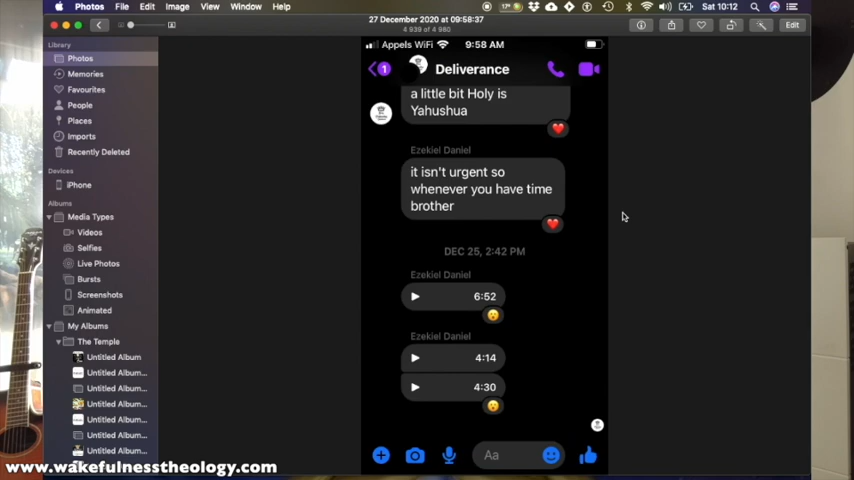 Photos File Edit Image View Window Help
17°
Sat 10:12
27 December 2020 at 09:58:37
4 939 of 4 960
Edit
Library
Photos
Memories
Favourites
People
Places
Imports
Recently Deleted
Devices
iPhone
Albums
Media Types
Videos
Selfies
Live Photos
Bursts
Screenshots
Animated
My Albums
The Temple
Untitled Album
Untitled Album...
Untitled Album...
Untitled Album...
Untitled Album...
Untitled Album...
Untitled Album...
Appels WiFi 9:58 AM
1 Deliverance
a little bit Holy is
Yahushua
Ezekiel Daniel
it isn't urgent so
whenever you have time
brother
DEC 25, 2:42 PM
Ezekiel Daniel
6:52
Ezekiel Daniel
4:14
4:30
Aa
www.wakefulnesstheology.com